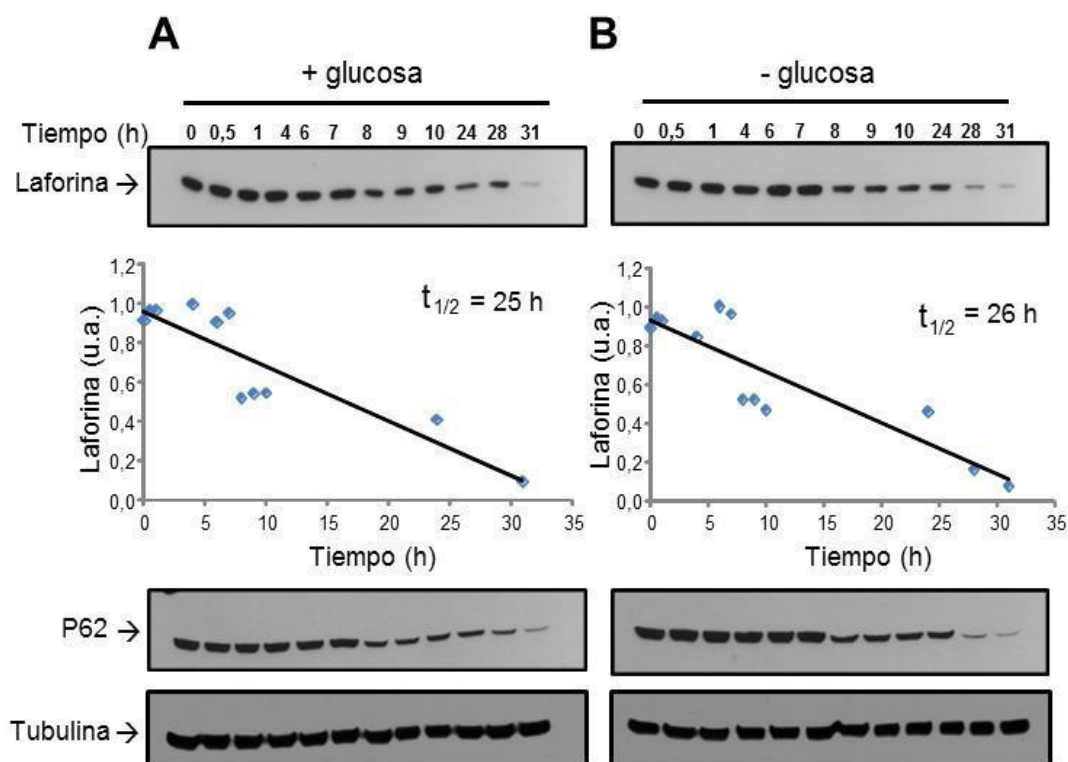 A
B
+ glucosa
- glucosa
Tiempo (h)
0 0,5 1 4 6 7 8 9 10 24 28 31
0 0,5 1 4 6 7 8 9 10 24 28 31
Laforina →
1,2
1,0
0,8
0,6
0,4
0,2
0,0
Laforina (u.a.)
t1/2 = 25 h
0 5 10 15 20 25 30 35
Tiempo (h)
1,2
1,0
0,8
0,6
0,4
0,2
0,0
Laforina (u.a.)
t1/2 = 26 h
0 5 10 15 20 25 30 35
Tiempo (h)
P62 →
Tubulina →